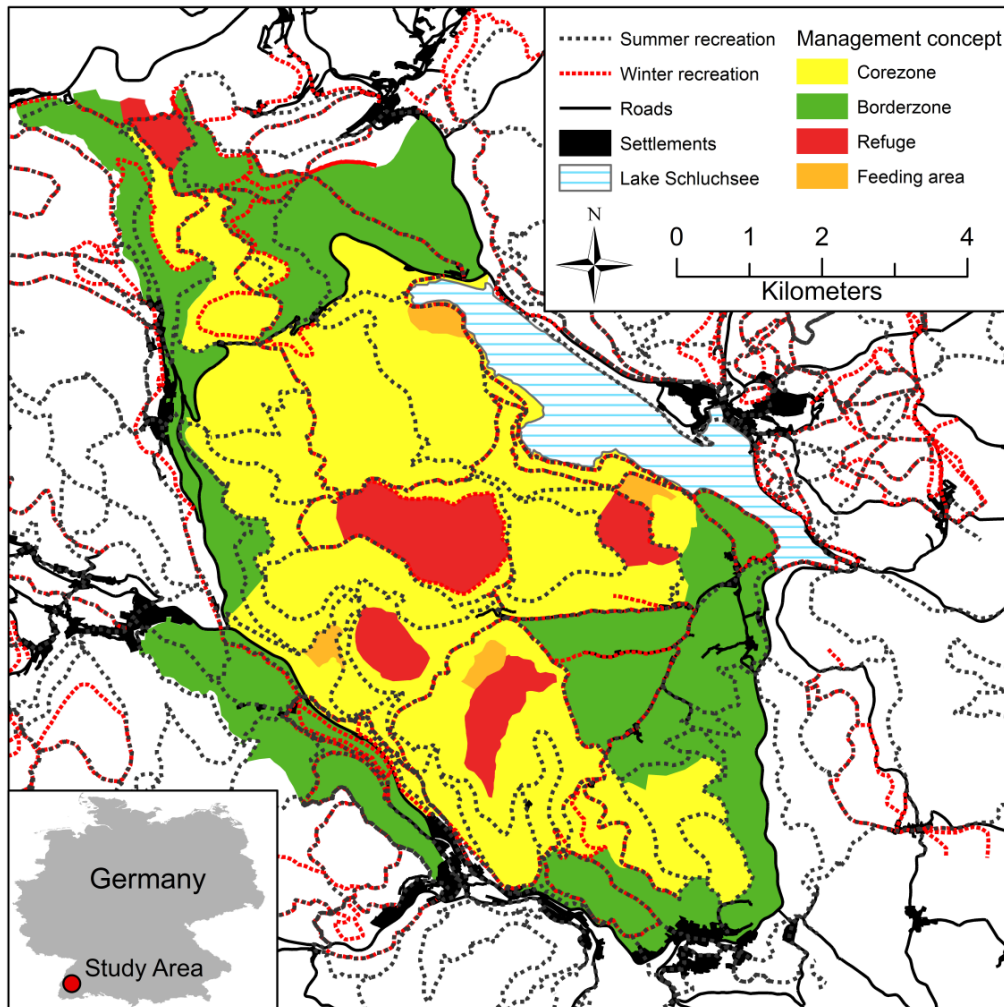 Summer recreation
Winter recreation
Roads
Settlements
Lake Schluchsee
Management concept
Corezone
Borderzone
Refuge
Feeding area
N
0 1 2 4
Kilometers
Germany
Study Area